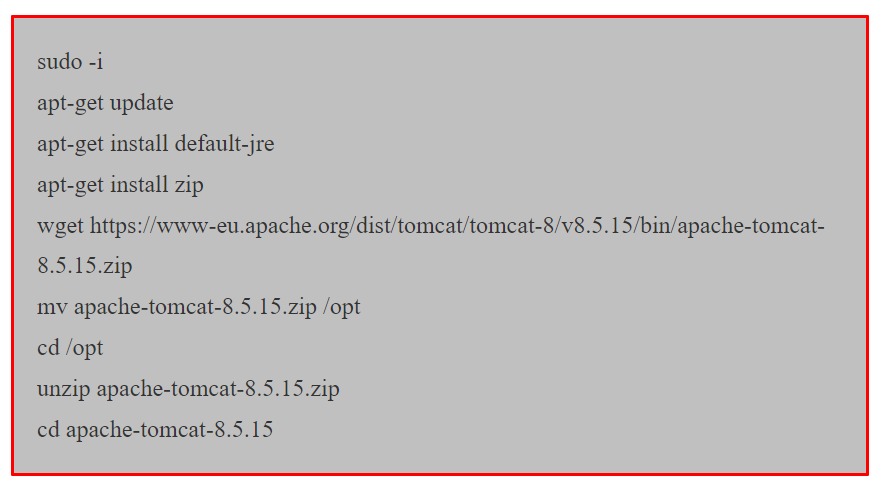 sudo -i
apt-get update
apt-get install default-jre
apt-get install zip
wget https://www-eu.apache.org/dist/tomcat/tomcat-8/v8.5.15/bin/apache-tomcat-
8.5.15.zip
mv apache-tomcat-8.5.15.zip /opt
cd /opt
unzip apache-tomcat-8.5.15.zip
cd apache-tomcat-8.5.15